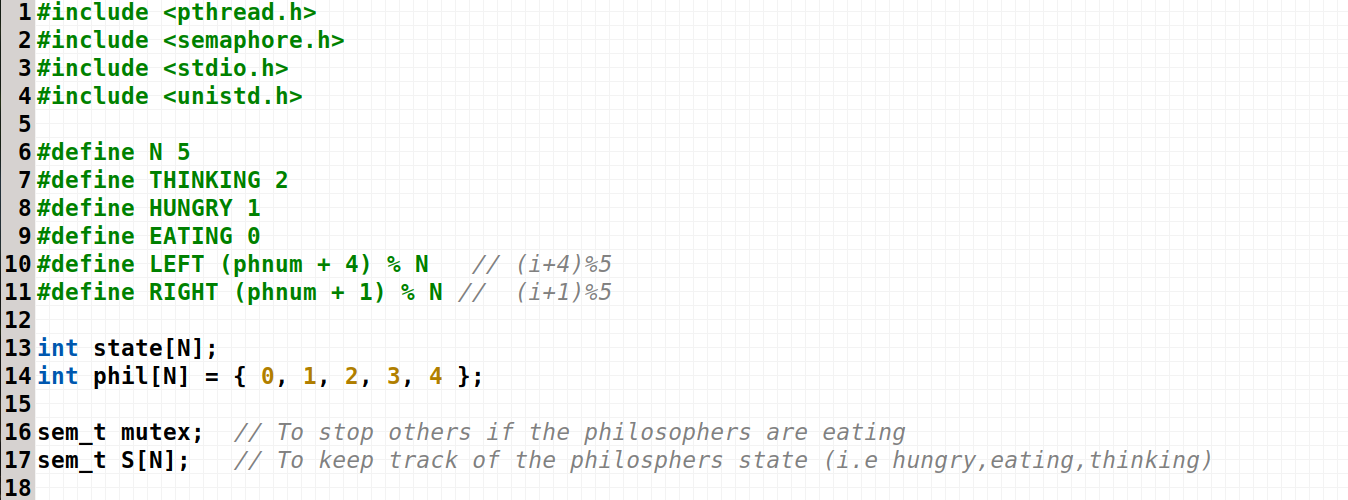 1 #include <pthread.h>
2 #include <semaphore.h>
3 #include <stdio.h>
4 #include <unistd.h>
5
6 #define N 5
7 #define THINKING 2
8 #define HUNGRY 1
9 #define EATING 0
10 #define LEFT (phnum + 4) % N   // (i+4)%5
11 #define RIGHT (phnum + 1) % N //  (i+1)%5
12
13 int state[N];
14 int phil[N] = { 0, 1, 2, 3, 4 };
15
16 sem_t mutex;  // To stop others if the philosophers are eating
17 sem_t S[N];   // To keep track of the philosphers state (i.e hungry,eating,thinking)
18